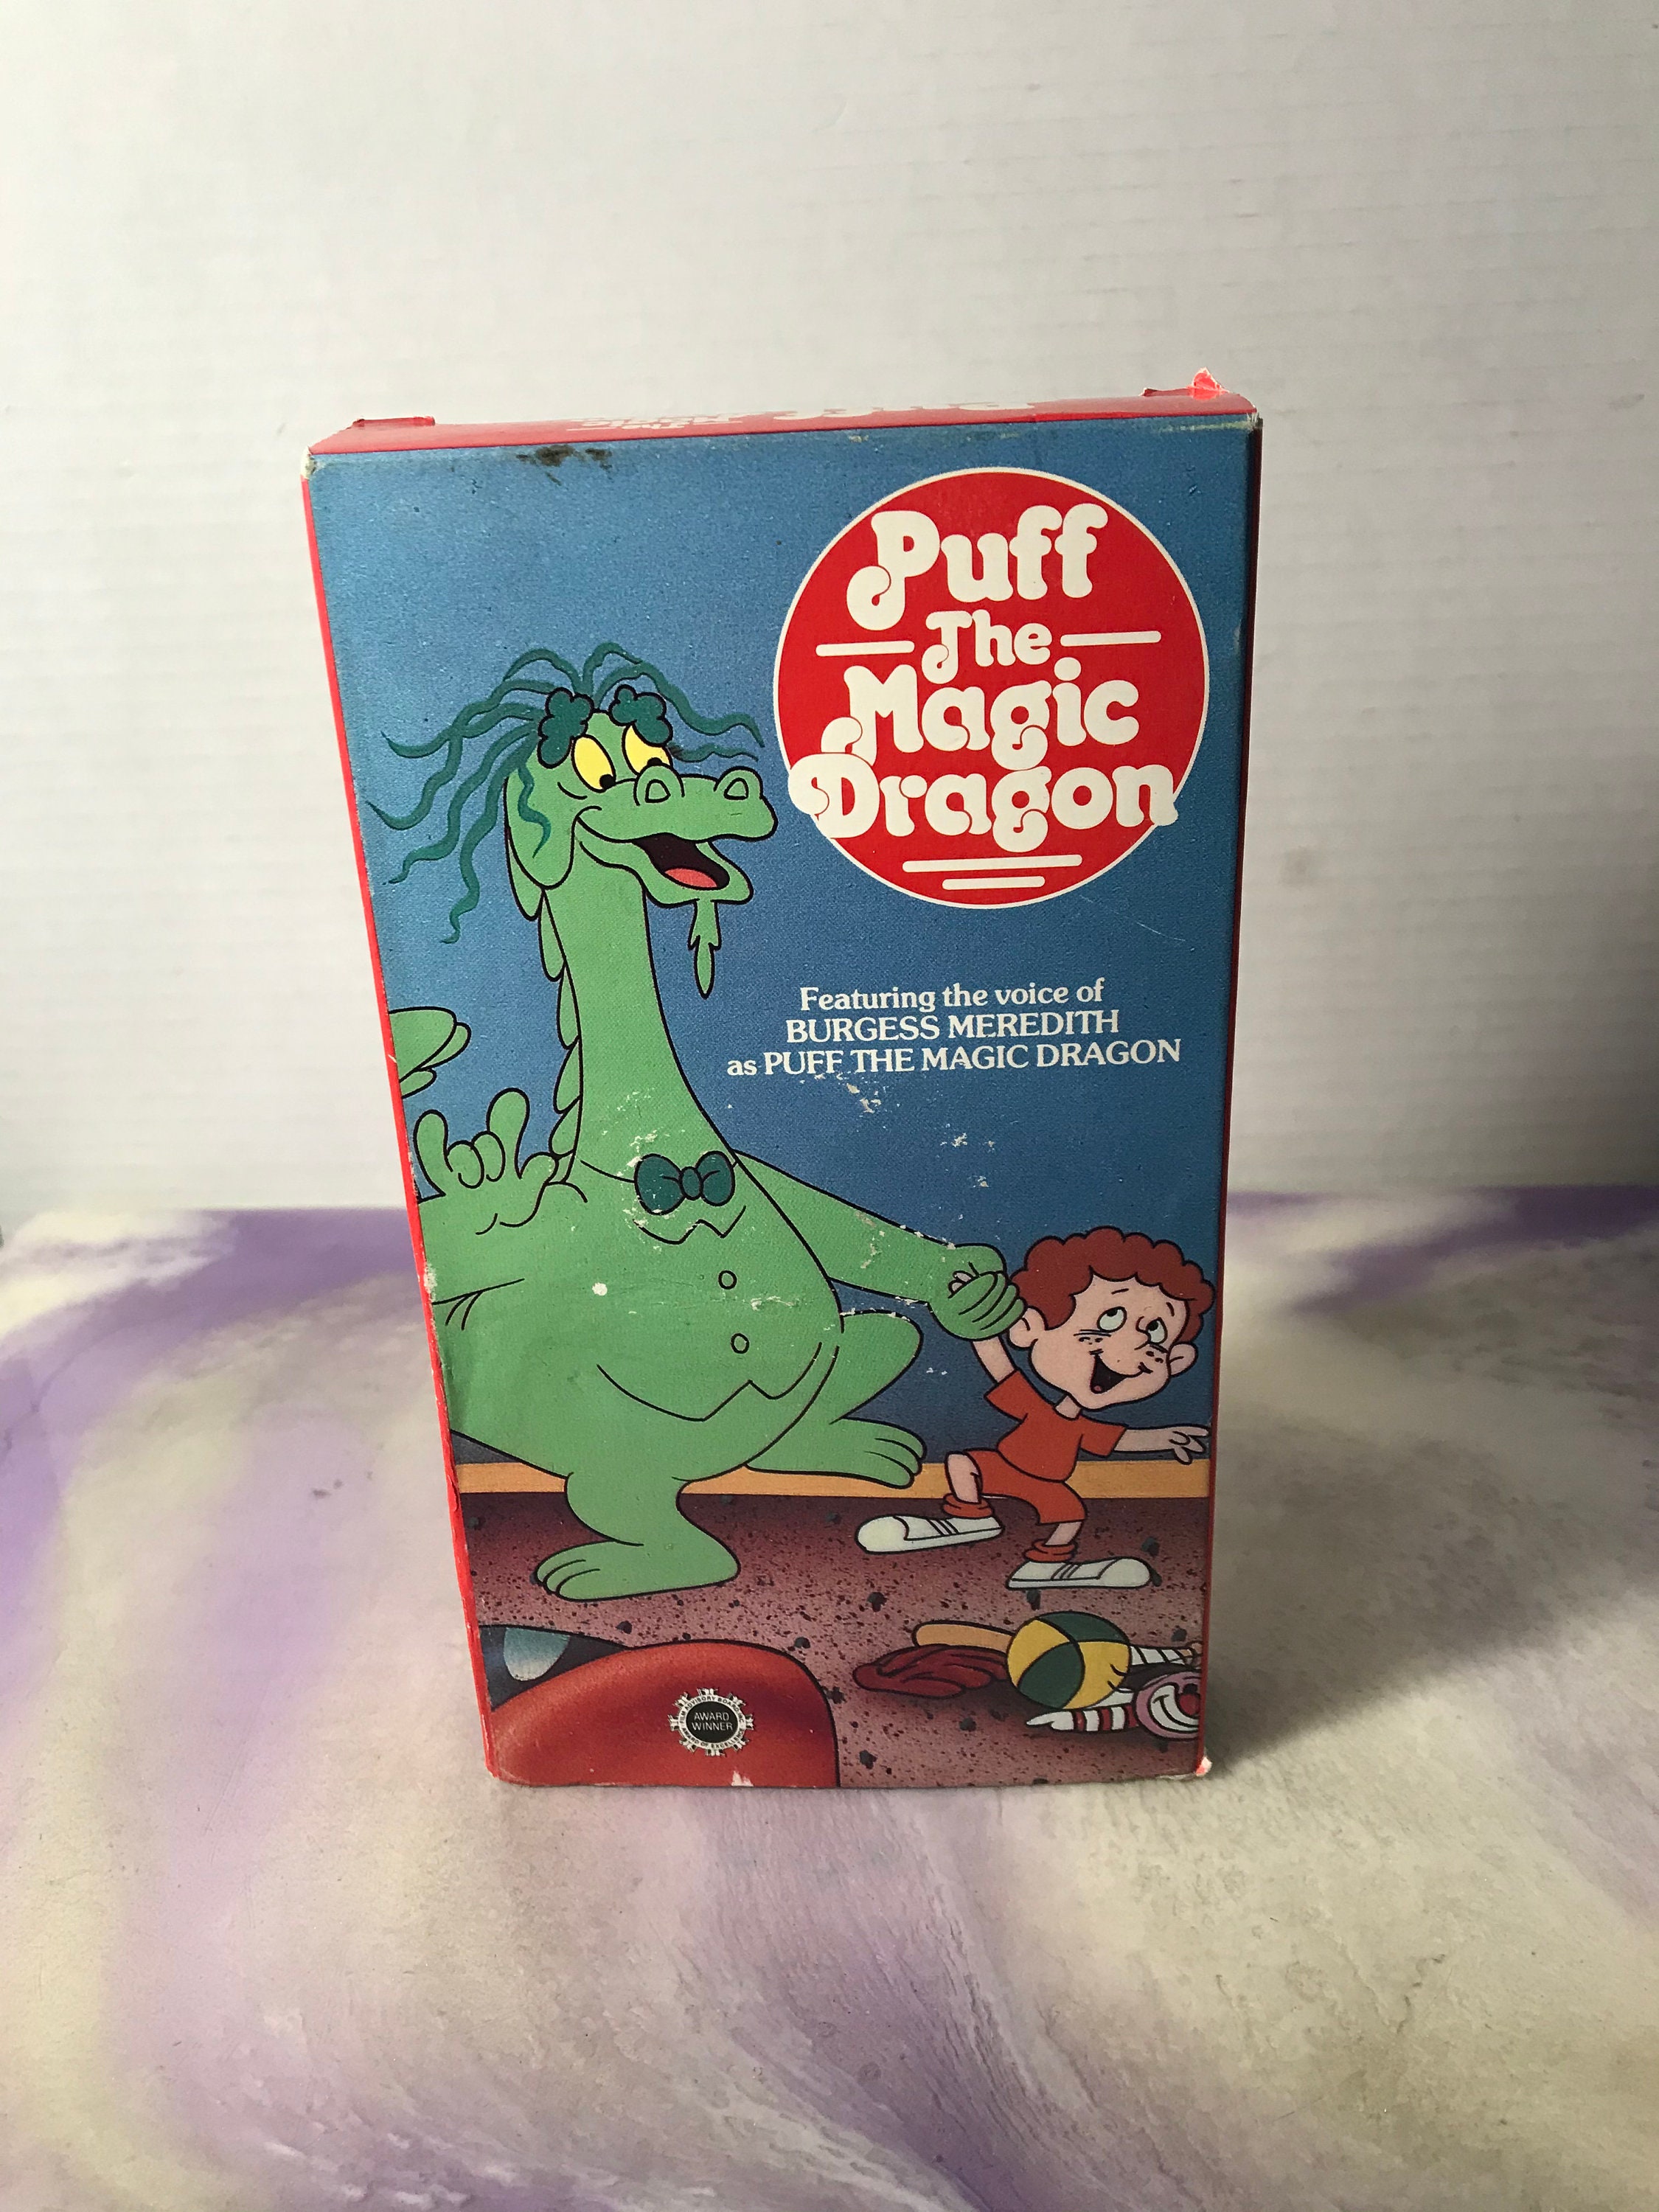 Puff
The
Magic
Dragon
Featuring the voice of
BURGESS MEREDITH
as PUFF THE MAGIC DRAGON
AWARD
WINNER